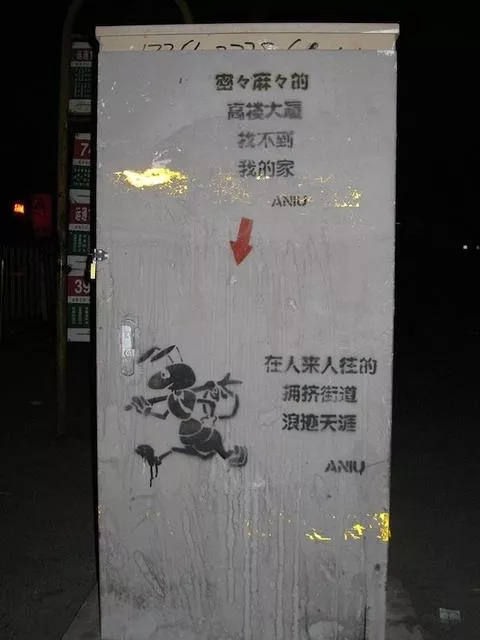 密々麻々的
高楼大厦
找不到
我的家
ANIU
在人来人往的
拥挤街道
浪迹天涯
ANIU
39